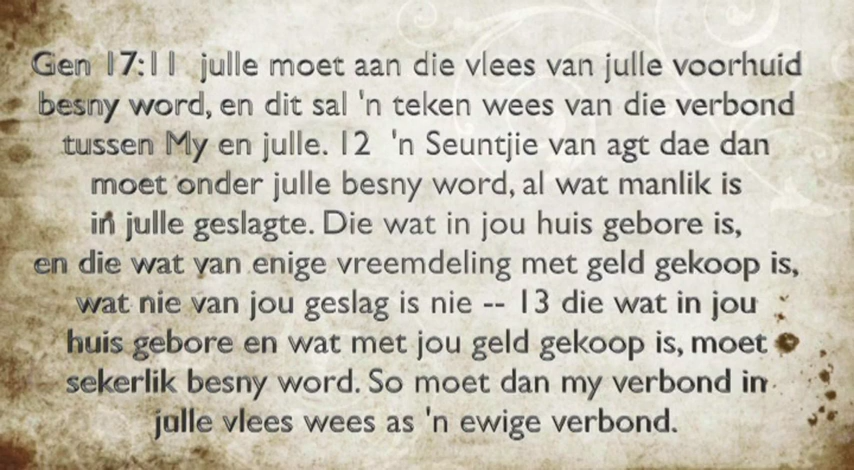 Gen 17:11 julle moet aan die vlees van julle voorhuid
besny word, en dit sal 'n teken wees van die verbond
tussen My en julle. 12 'n Seuntjie van agt dae dan
moet onder julle besny word, al wat manlik is
in julle geslagte. Die wat in jou huis gebore is,
en die wat van enige vreemdeling met geld gekoop is,
wat nie van jou geslag is nie -- 13 die wat in jou
huis gebore en wat met jou geld gekoop is, moet
sekerlik besny word. So moet dan my verbond in
julle vlees wees as 'n ewige verbond.